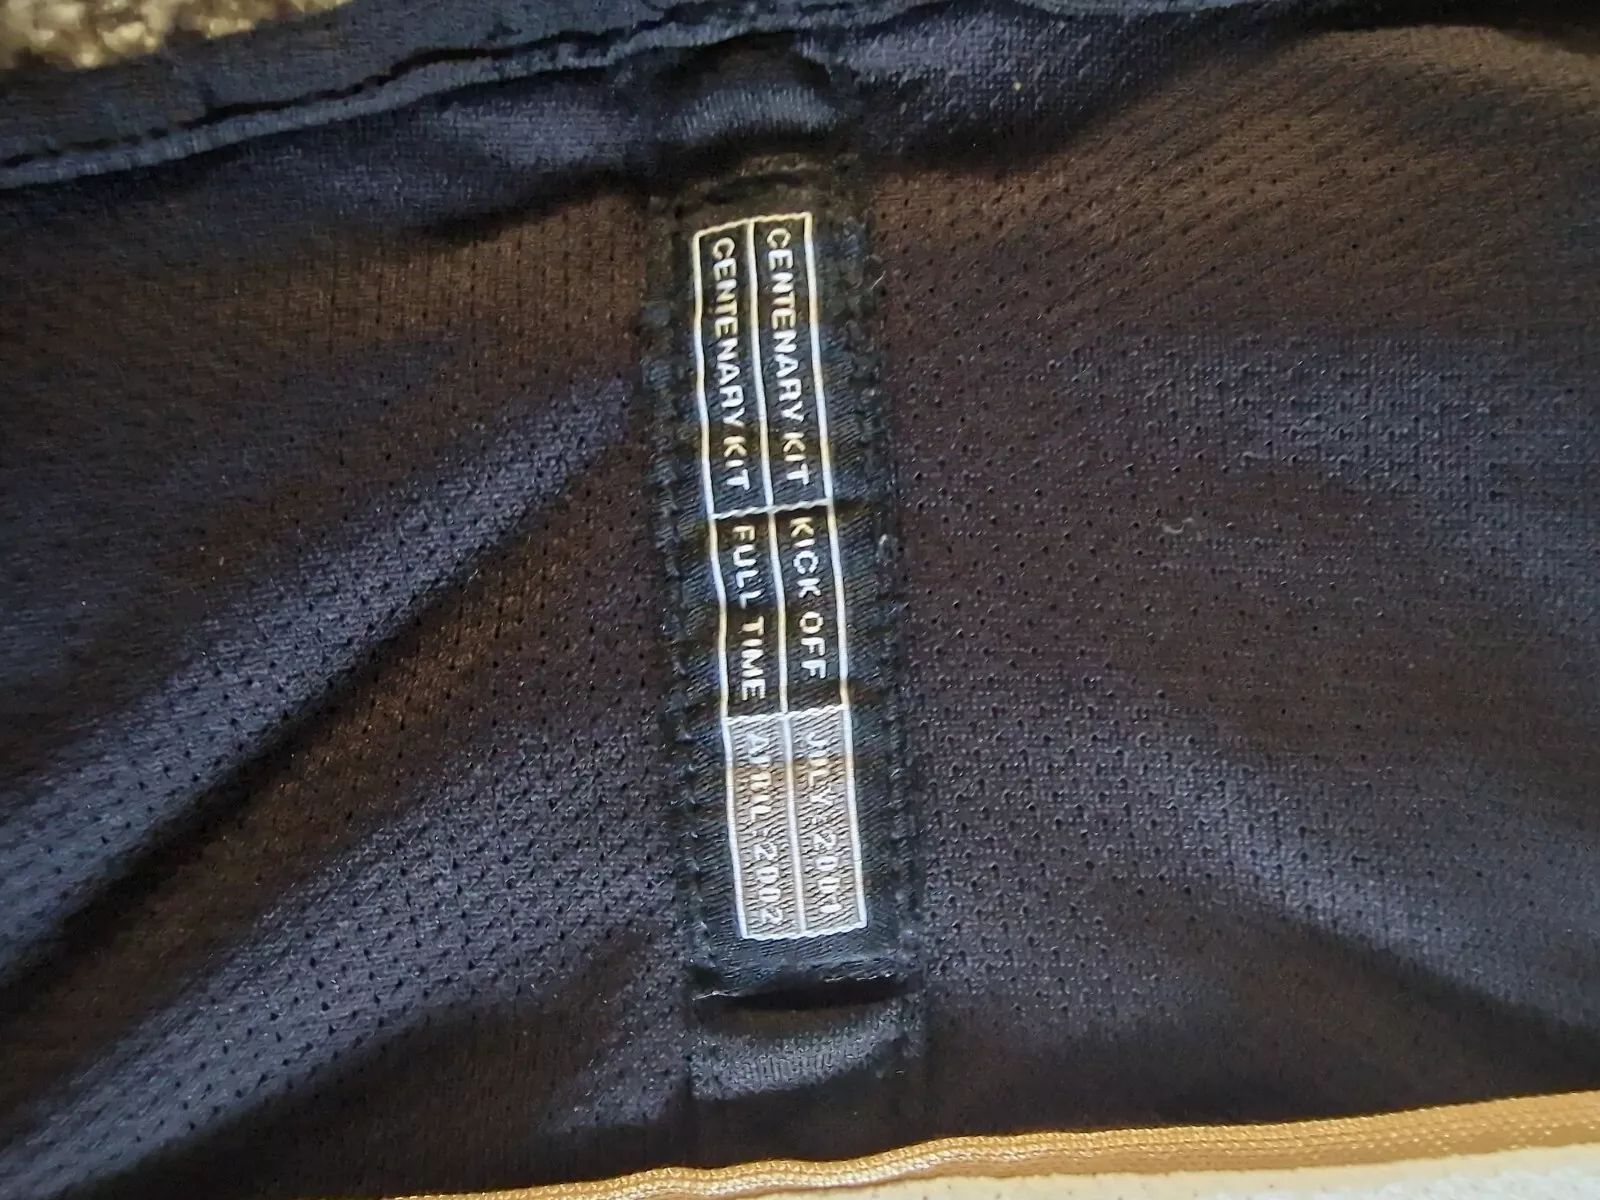 CENTENARY KIT KICK OFF JULY:2001
CENTENARY KIT FULL TIME APRIL:2002